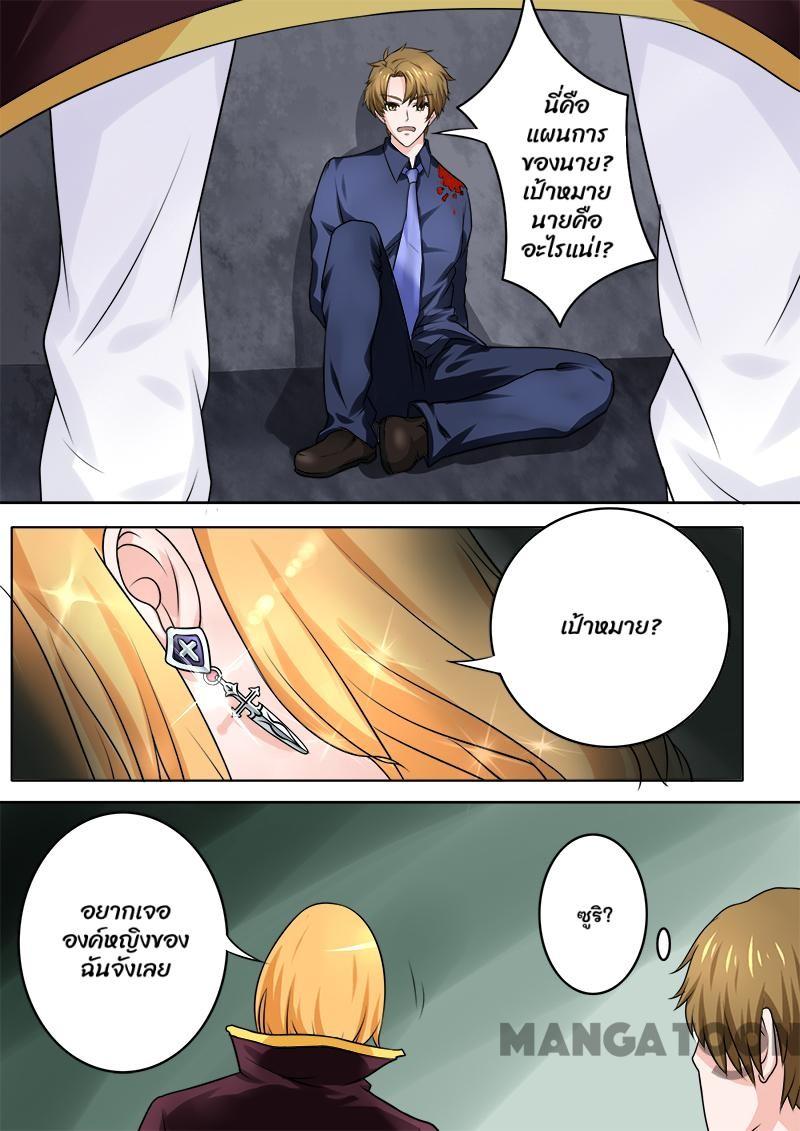 นี่คือ
แผนการ
ของนาย?
เป้าหมาย
นายคือ
อะไรแน่!?
เป้าหมาย?
อยากเจอ
องค์หญิงของ
ฉันจังเลย
ซูริ?
MANGATOON